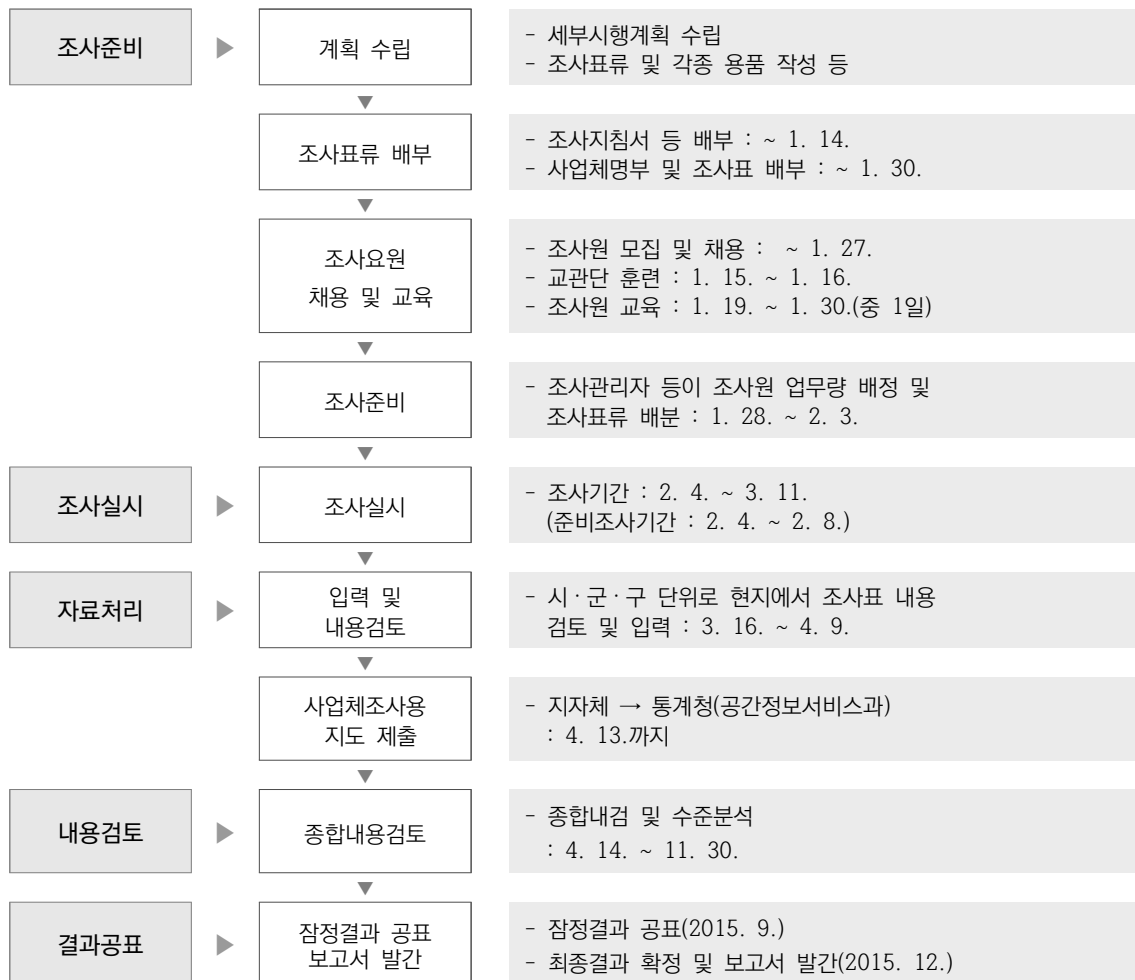 조사준비
계획 수립
- 세부시행계획 수립
- 조사표류 및 각종 용품 작성 등
조사표류 배부
- 조사지침서 등 배부 : ~ 1. 14.
- 사업체명부 및 조사표 배부 : ~ 1. 30.
조사요원
채용 및 교육
- 조사원 모집 및 채용 : ~ 1. 27.
- 교관단 훈련 : 1. 15. ~ 1. 16.
- 조사원 교육 : 1. 19. ~ 1. 30.(중 1일)
조사준비
- 조사관리자 등이 조사원 업무량 배정 및
조사표류 배분 : 1. 28. ~ 2. 3.
조사실시
조사실시
- 조사기간 : 2. 4. ~ 3. 11.
(준비조사기간 : 2. 4. ~ 2. 8.)
자료처리
입력 및
내용검토
- 시·군·구 단위로 현지에서 조사표 내용
검토 및 입력 : 3. 16. ~ 4. 9.
사업체조사용
지도 제출
- 지자체 → 통계청(공간정보서비스과)
: 4. 13.까지
내용검토
종합내용검토
- 종합내검 및 수준분석
: 4. 14. ~ 11. 30.
결과공표
잠정결과 공표
보고서 발간
- 잠정결과 공표(2015. 9.)
- 최종결과 확정 및 보고서 발간(2015. 12.)